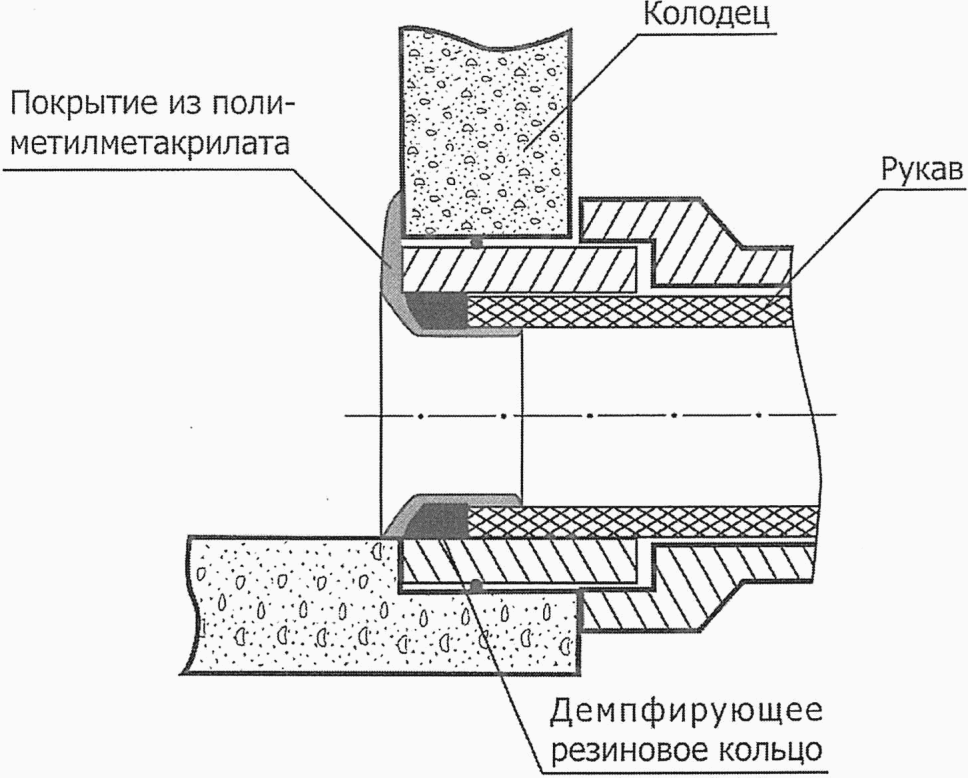 Колодец
Покрытие из поли-
метилметакрилата
Рукав
Демпфирующее
резиновое кольцо